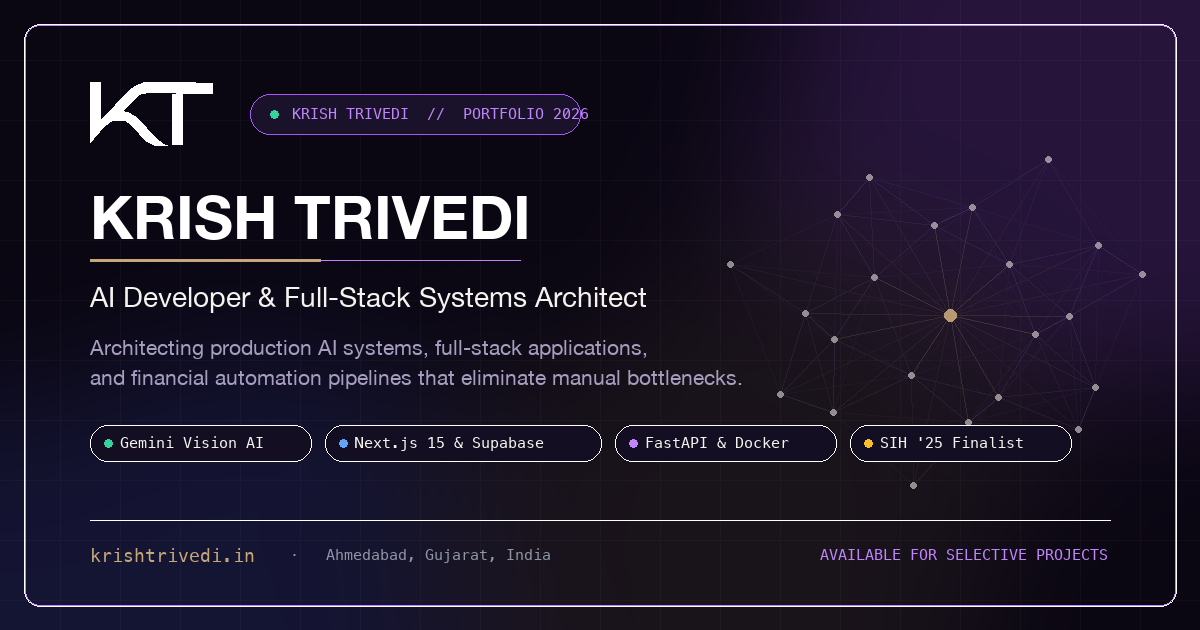 KT
KRISH TRIVEDI // PORTFOLIO 2026
KRISH TRIVEDI
AI Developer & Full-Stack Systems Architect
Architecting production AI systems, full-stack applications,
and financial automation pipelines that eliminate manual bottlenecks.
Gemini Vision AI
Next.js 15 & Supabase
FastAPI & Docker
SIH '25 Finalist
krishtrivedi.in · Ahmedabad, Gujarat, India
AVAILABLE FOR SELECTIVE PROJECTS